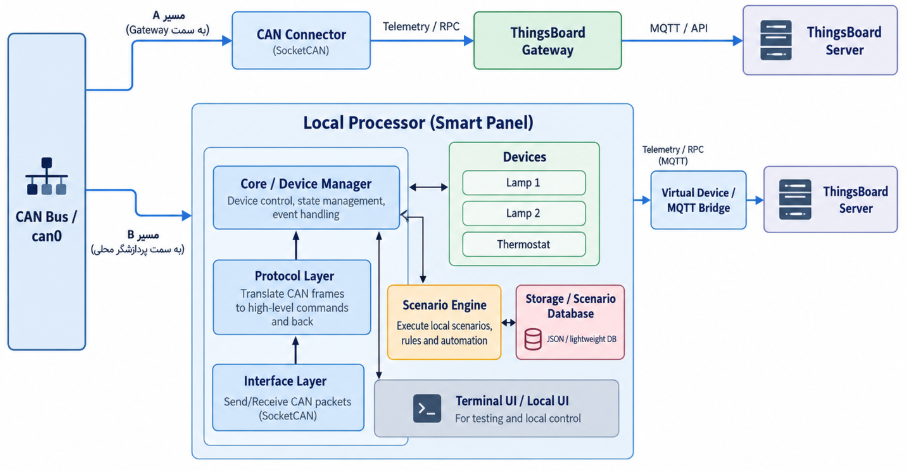 مسیر A
(به سمت Gateway)
CAN Connector
(SocketCAN)
Telemetry / RPC
ThingsBoard
Gateway
MQTT / API
ThingsBoard
Server
CAN Bus /
can0
مسیر B
(به سمت پردازشگر محلی)
Local Processor (Smart Panel)
Core / Device Manager
Device control, state management,
event handling
Protocol Layer
Translate CAN frames
to high-level commands
and back
Interface Layer
Send/Receive CAN packets
(SocketCAN)
Devices
Lamp 1
Lamp 2
Thermostat
Scenario Engine
Execute local scenarios,
rules and automation
Storage / Scenario
Database
JSON / lightweight DB
Terminal UI / Local UI
For testing and local control
Telemetry / RPC
(MQTT)
Virtual Device /
MQTT Bridge
ThingsBoard
Server